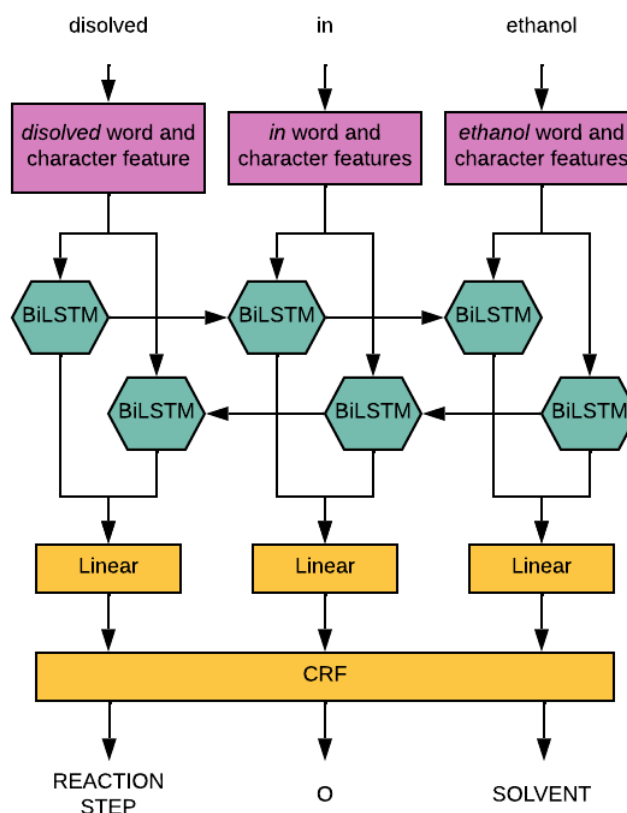 disolved in ethanol
disolved word and
character feature
in word and
character features
ethanol word and
character features
BiLSTM BiLSTM BiLSTM
BiLSTM BiLSTM BiLSTM
Linear Linear Linear
CRF
REACTION
STEP
O
SOLVENT